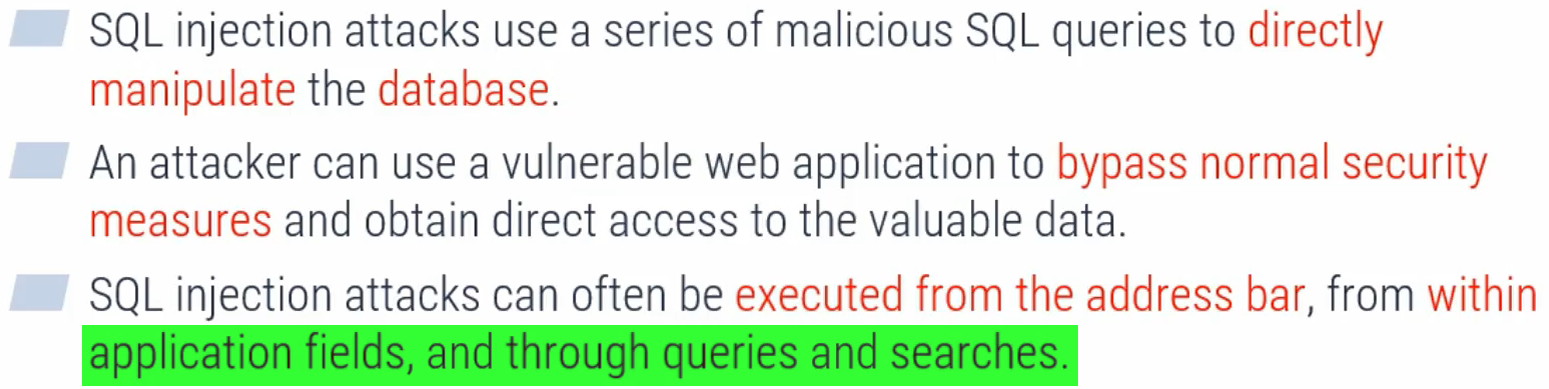 SQL injection attacks use a series of malicious SQL queries to directly
manipulate the database.
An attacker can use a vulnerable web application to bypass normal security
measures and obtain direct access to the valuable data.
SQL injection attacks can often be executed from the address bar, from within
application fields, and through queries and searches.